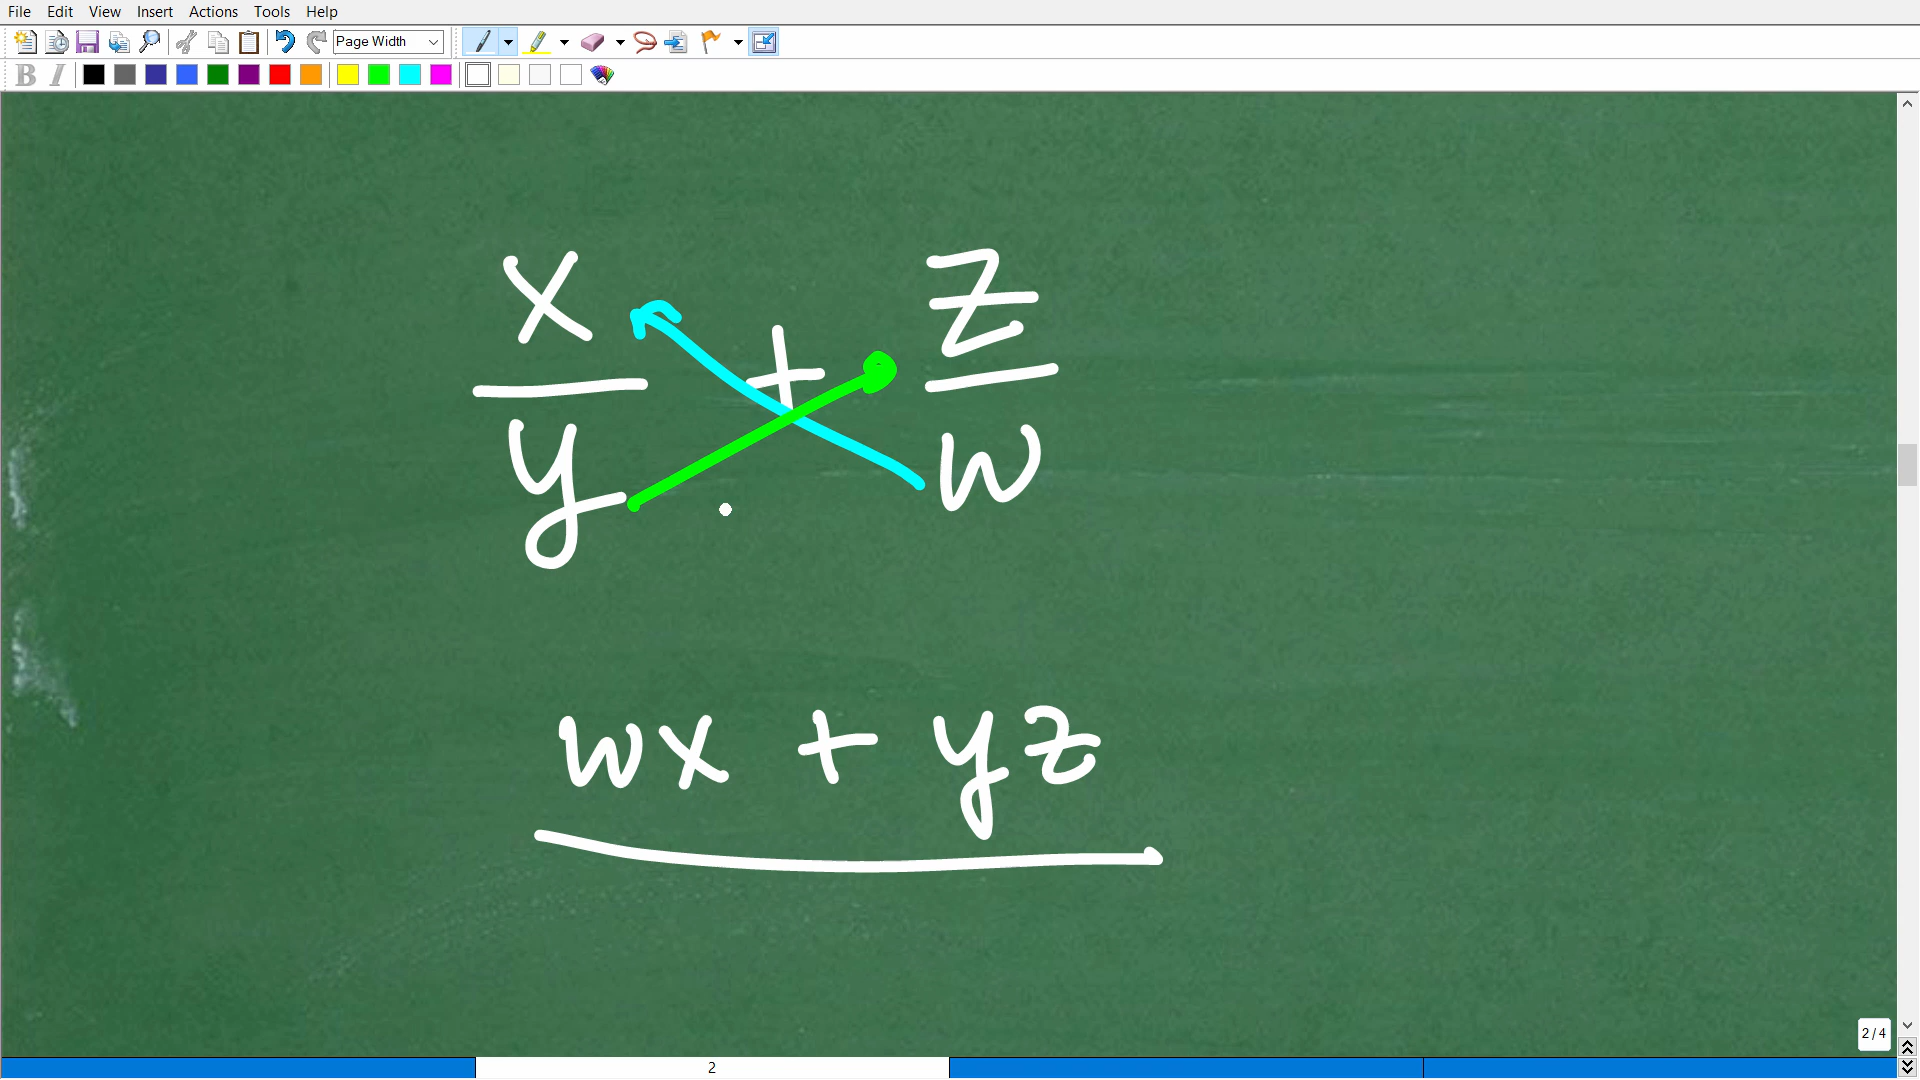 File Edit View Insert Actions Tools Help
Page Width
B I
x + z
y w
wx + yz
2 / 4
2